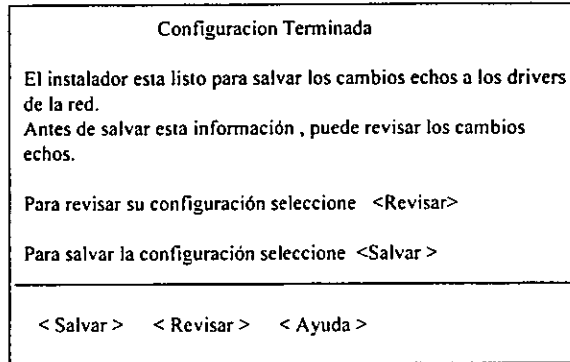 Configuracion Terminada
El instalador esta listo para salvar los cambios echos a los drivers
de la red.
Antes de salvar esta información , puede revisar los cambios
echos.
Para revisar su configuración seleccione <Revisar>
Para salvar la configuración seleccione <Salvar >
< Salvar > < Revisar > < Ayuda >